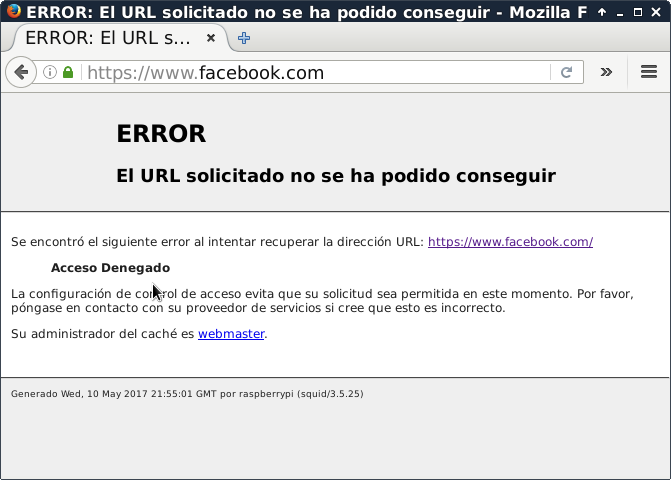 ERROR: El URL solicitado no se ha podido conseguir - Mozilla F
ERROR: El URL s...
https://www.facebook.com
ERROR
El URL solicitado no se ha podido conseguir
Se encontró el siguiente error al intentar recuperar la dirección URL: https://www.facebook.com/
Acceso Denegado
La configuración de control de acceso evita que su solicitud sea permitida en este momento. Por favor,
póngase en contacto con su proveedor de servicios si cree que esto es incorrecto.
Su administrador del caché es webmaster.
Generado Wed, 10 May 2017 21:55:01 GMT por raspberrypi (squid/3.5.25)